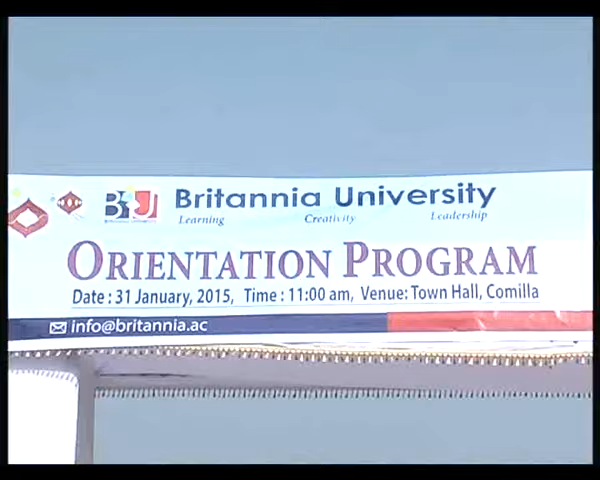 BU Britannia University
Learning Creativity Leadership
ORIENTATION PROGRAM
Date : 31 January, 2015, Time : 11:00 am, Venue: Town Hall, Comilla
info@britannia.ac